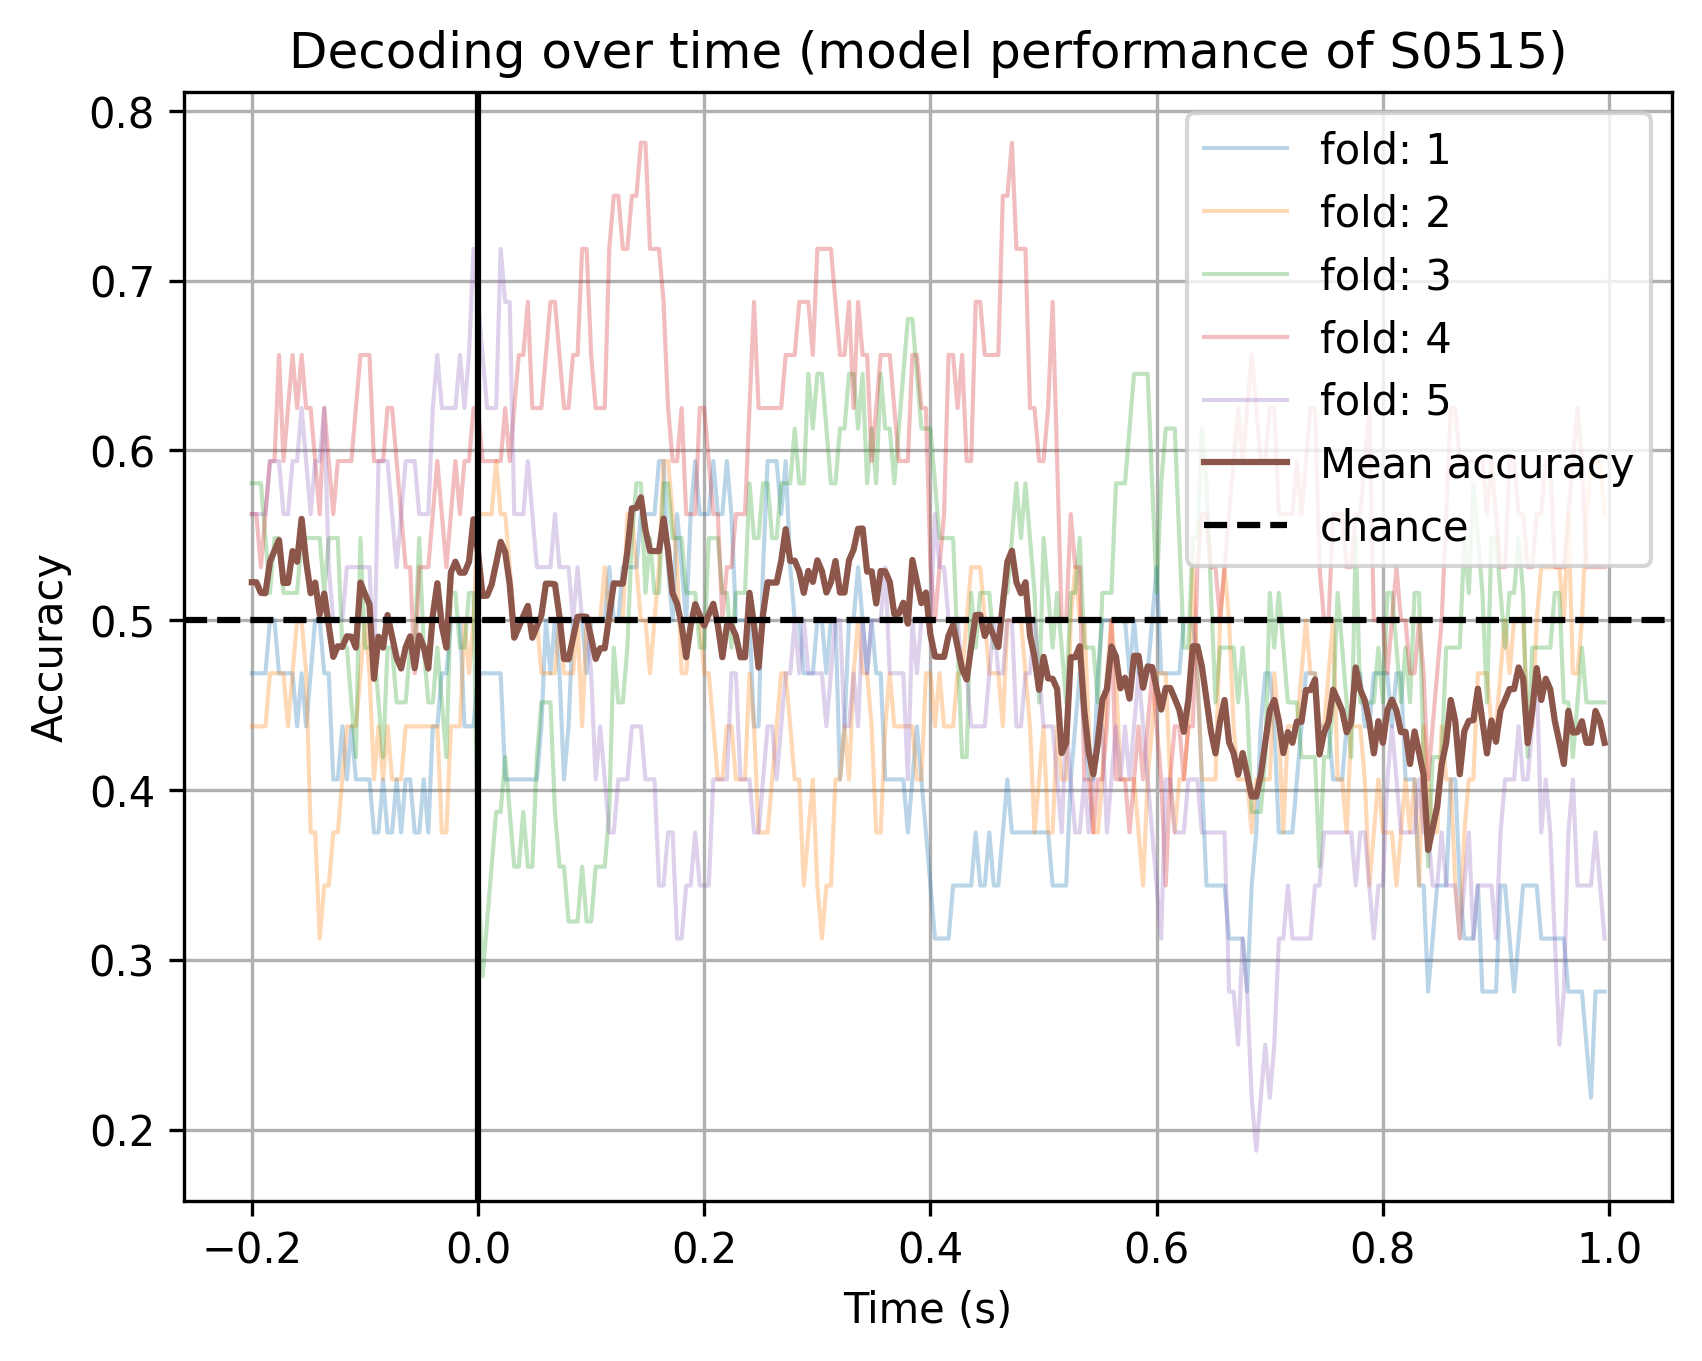 Decoding over time (model performance of S0515)
0.8
0.7
0.6
0.5
0.4
0.3
0.2
Accuracy
fold: 1
fold: 2
fold: 3
fold: 4
fold: 5
Mean accuracy
chance
−0.2 0.0 0.2 0.4 0.6 0.8 1.0
Time (s)